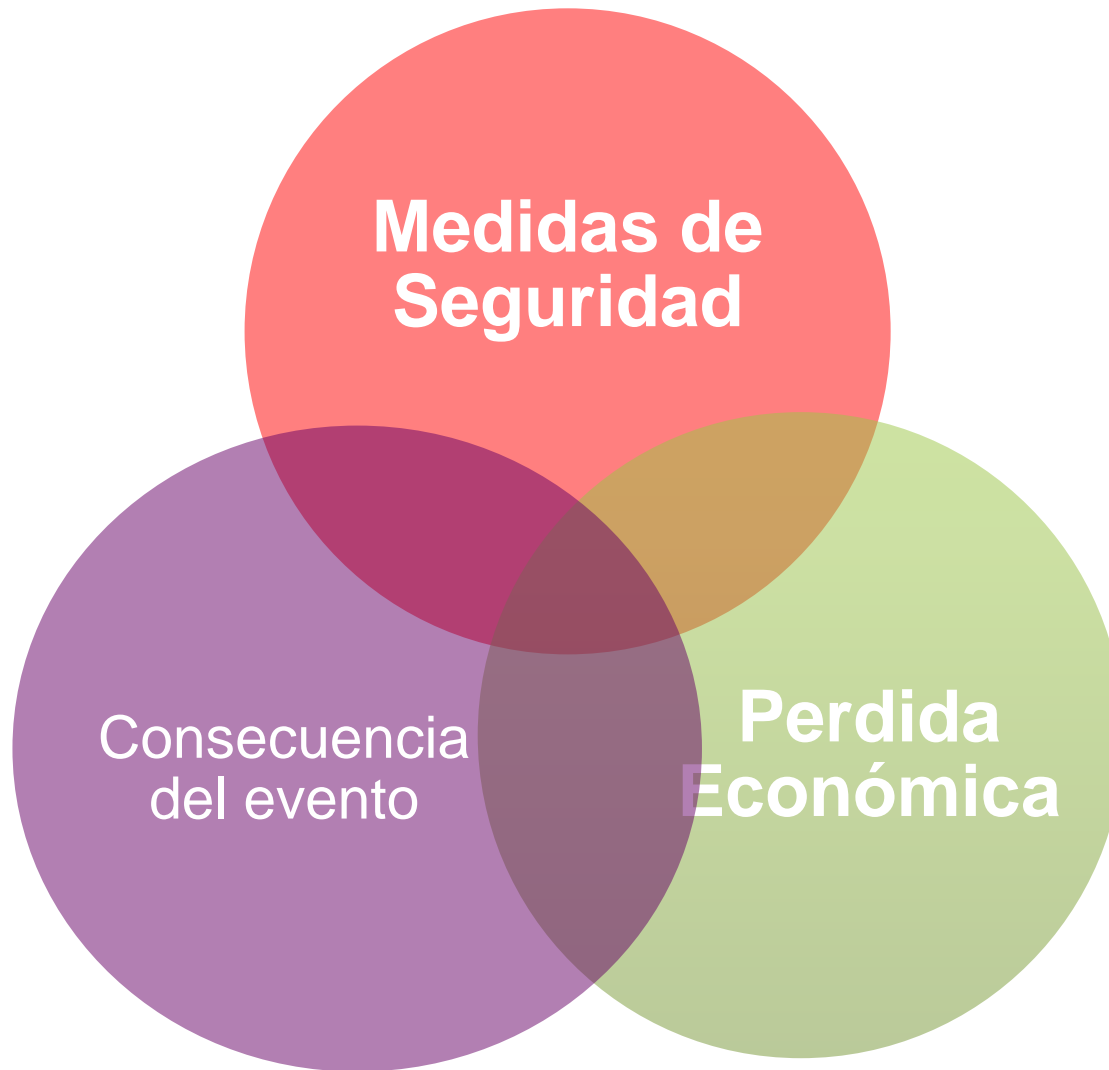 Medidas de
Seguridad
Consecuencia
del evento
Perdida
Económica